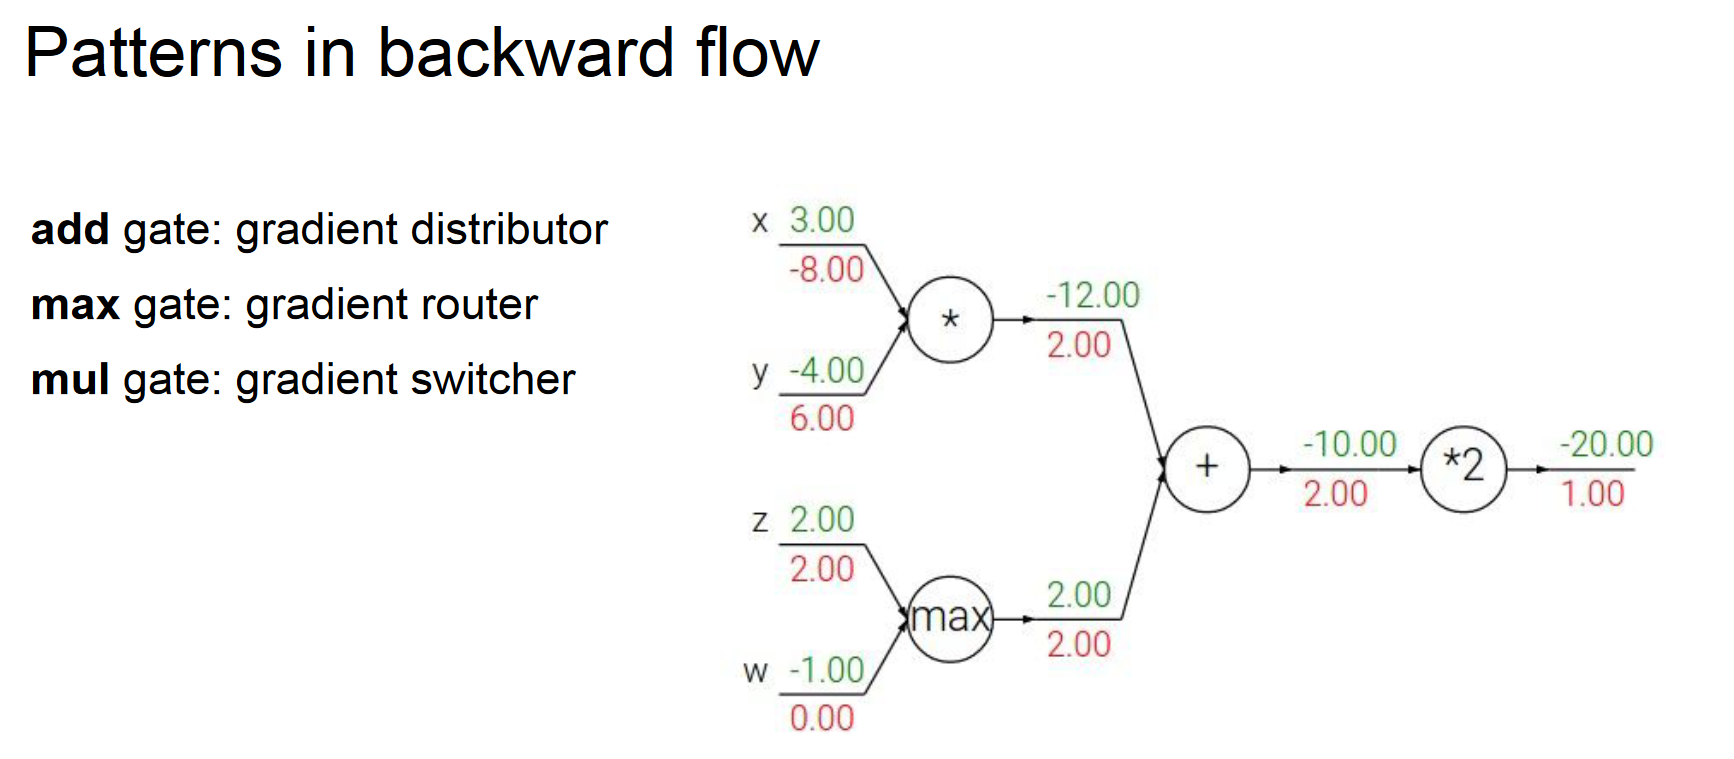 Patterns in backward flow
add gate: gradient distributor
max gate: gradient router
mul gate: gradient switcher
x 3.00
-8.00
*
-12.00
2.00
y -4.00
6.00
+
-10.00
2.00
*2
-20.00
1.00
z 2.00
2.00
max
2.00
2.00
w -1.00
0.00